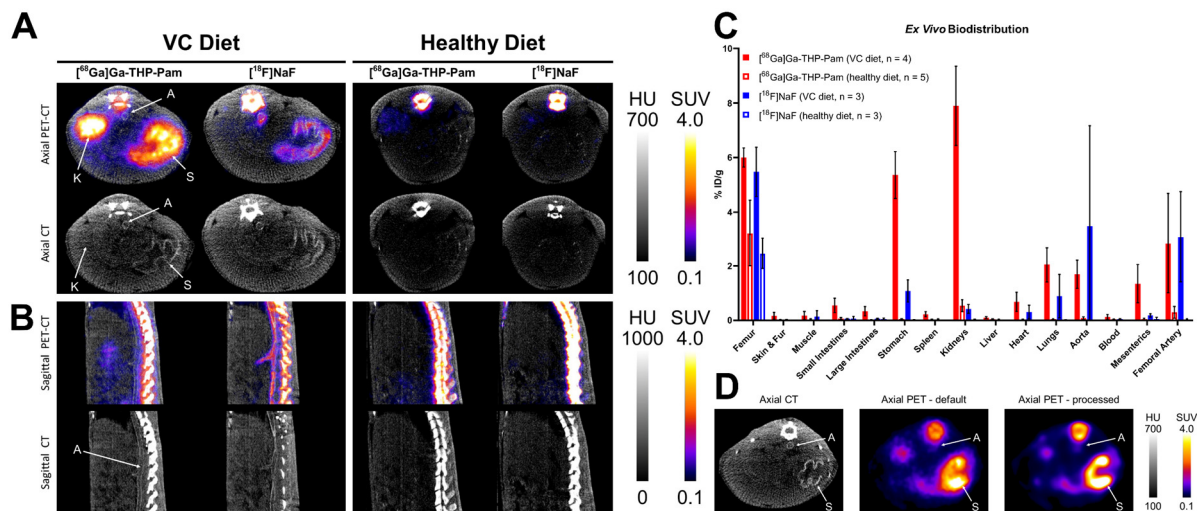 A
VC Diet
Healthy Diet
[⁶⁸Ga]Ga-THP-Pam
[¹⁸F]NaF
[⁶⁸Ga]Ga-THP-Pam
[¹⁸F]NaF
Axial PET-CT
A
K
S
HU
SUV
700
4.0
Axial CT
A
K
S
100
0.1
B
Sagittal PET-CT
HU
SUV
1000
4.0
Sagittal CT
A
0
0.1
C
Ex Vivo Biodistribution
[⁶⁸Ga]Ga-THP-Pam (VC diet, n = 4)
[⁶⁸Ga]Ga-THP-Pam (healthy diet, n = 5)
[¹⁸F]NaF (VC diet, n = 3)
[¹⁸F]NaF (healthy diet, n = 3)
% ID/g
10
8
6
4
2
0
Femur
Skin & Fur
Muscle
Small Intestines
Large Intestines
Stomach
Spleen
Kidneys
Liver
Heart
Lungs
Aorta
Blood
Mesenterics
Femoral Artery
D
Axial CT
Axial PET - default
Axial PET - processed
HU
SUV
700
4.0
A
S
A
S
A
S
100
0.1